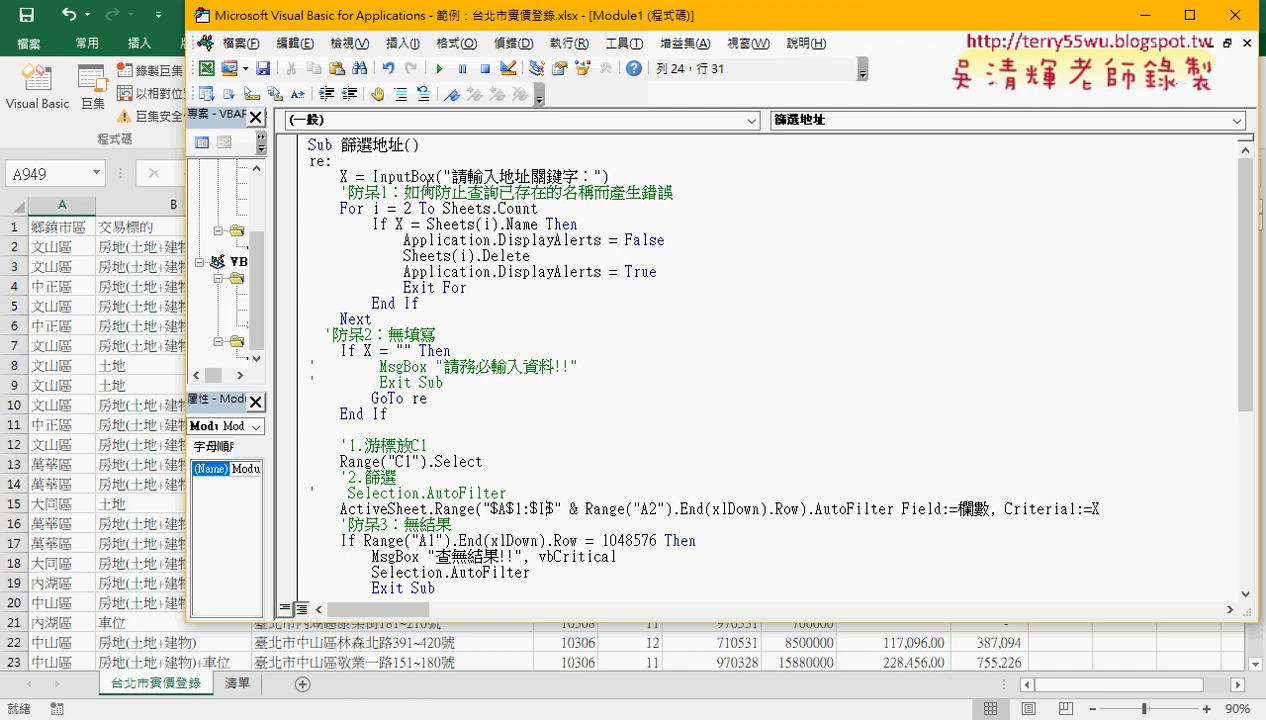 Microsoft Visual Basic for Applications - 範例：台北市實價登錄.xlsx - [Module1 (程式碼)]
檔案 常用 插入
檔案(F) 編輯(E) 檢視(V) 插入(I) 格式(O) 偵錯(D) 執行(R) 工具(T) 增益集(A) 視窗(W) 說明(H)
http://terry55wu.blogspot.tw
吳清輝老師錄製
列 24，行 31
Visual Basic 巨集
錄製巨集
以相對位
巨集安全
程式碼
專案 - VBAP
(一般) 篩選地址
A949
Sub 篩選地址()
re:
X = InputBox("請輸入地址關鍵字：")
'防呆1：如何防止查詢已存在的名稱而產生錯誤
For i = 2 To Sheets.Count
If X = Sheets(i).Name Then
Application.DisplayAlerts = False
Sheets(i).Delete
Application.DisplayAlerts = True
Exit For
End If
Next
'防呆2：無填寫
If X = "" Then
' MsgBox "請務必輸入資料!!"
' Exit Sub
GoTo re
End If
'1.游標放C1
Range("C1").Select
'2.篩選
' Selection.AutoFilter
ActiveSheet.Range("$A$1:$I$" & Range("A2").End(xlDown).Row).AutoFilter Field:=欄數, Criteria1:=X
'防呆3：無結果
If Range("A1").End(xlDown).Row = 1048576 Then
MsgBox "查無結果!!", vbCritical
Selection.AutoFilter
Exit Sub
VB
屬性 - Modu
Modu Mod
字母順序
(Name) Modu
A B
1 鄉鎮市區 交易標的
2 文山區 房地(土地+建物
3 文山區 房地(土地+建物
4 中正區 房地(土地+建物
5 文山區 房地(土地+建物
6 中正區 房地(土地+建物
7 文山區 房地(土地+建物
8 文山區 土地
9 文山區 土地
10 文山區 房地(土地+建物
11 中正區 房地(土地+建物
12 文山區 房地(土地+建物
13 萬華區 房地(土地+建物
14 萬華區 房地(土地+建物
15 大同區 土地
16 萬華區 房地(土地+建物
17 萬華區 房地(土地+建物
18 大同區 房地(土地+建物
19 內湖區 房地(土地+建物
20 中山區 房地(土地+建物
21 內湖區 車位 臺北市內湖區康樂街181~210號 10308 11 970331 700000 -
22 中山區 房地(土地+建物) 臺北市中山區林森北路391~420號 10306 12 710531 8500000 117,096.00 387,094
23 中山區 房地(土地+建物)+車位 臺北市中山區敬業一路151~180號 10306 11 970328 15880000 228,456.00 755,226
台北市實價登錄 清單
就緒 90%